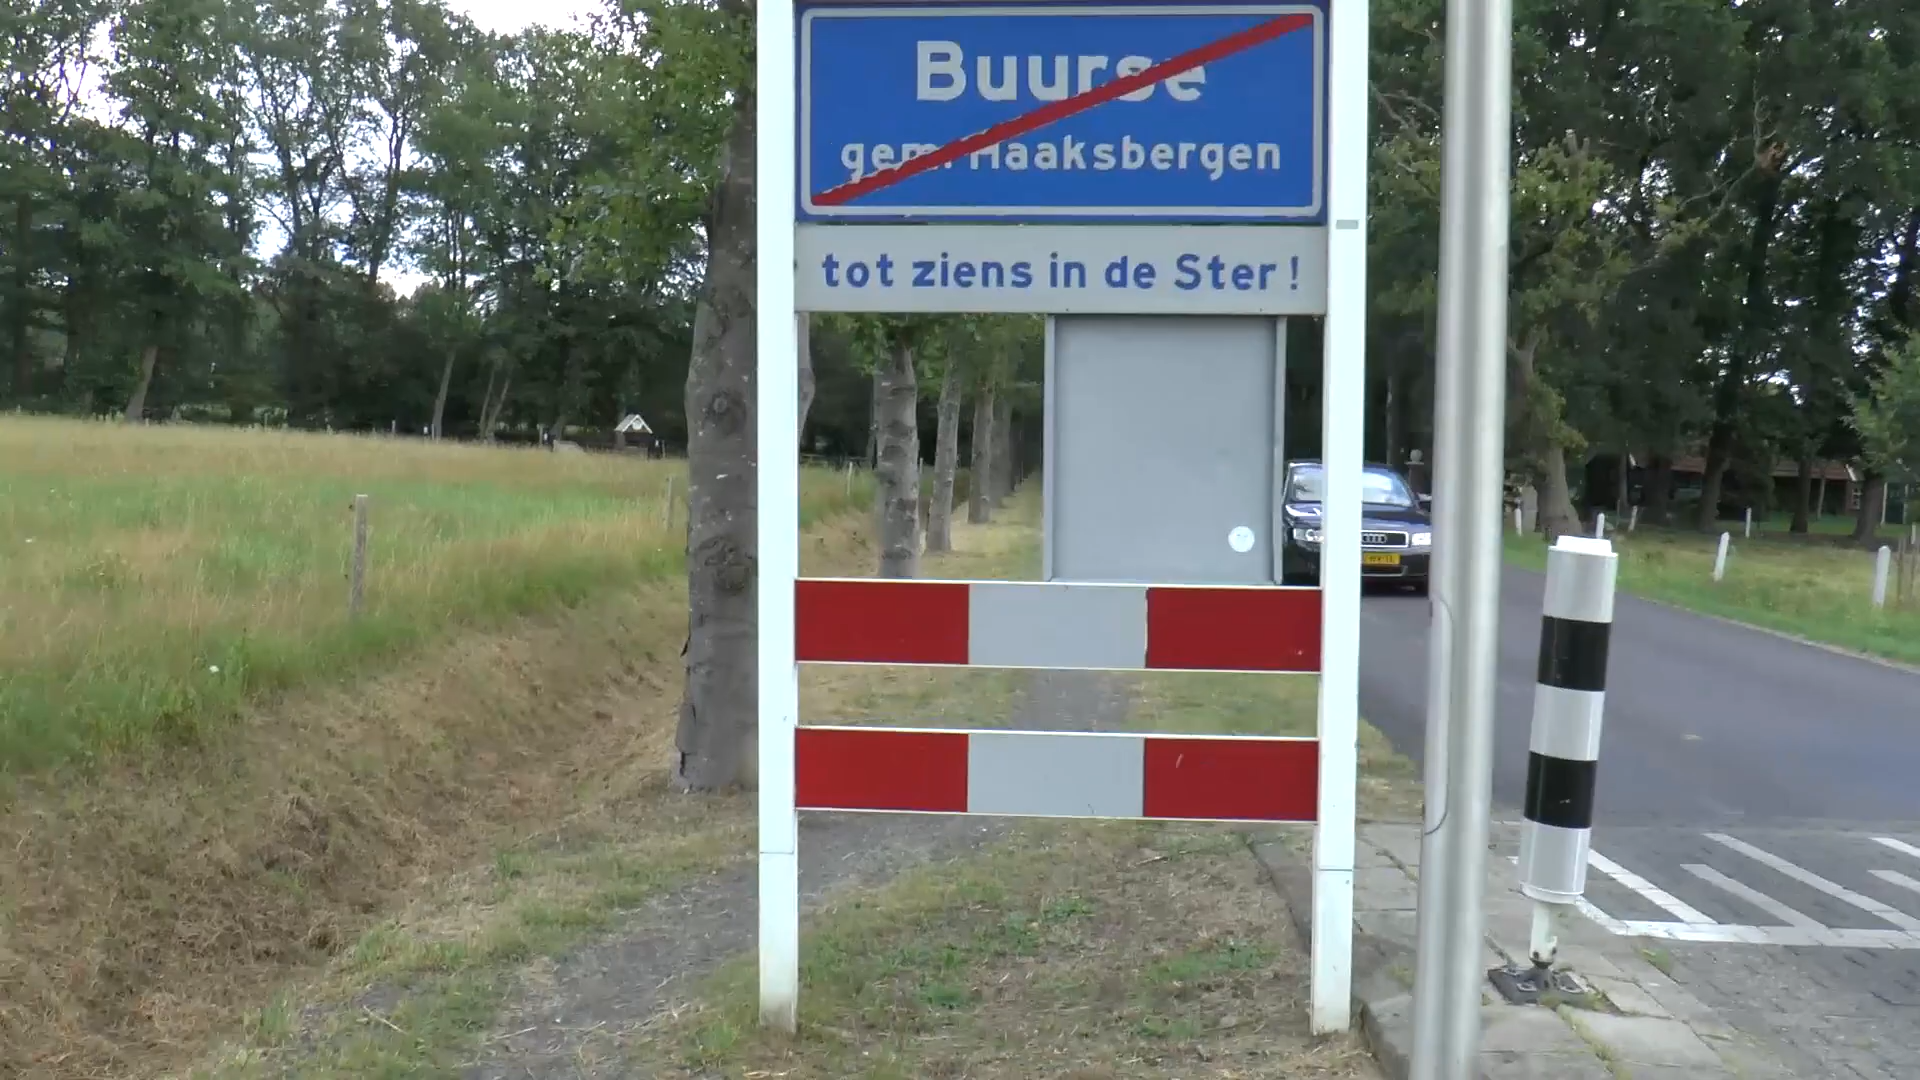 Buurse
gem. Haaksbergen
tot ziens in de Ster!